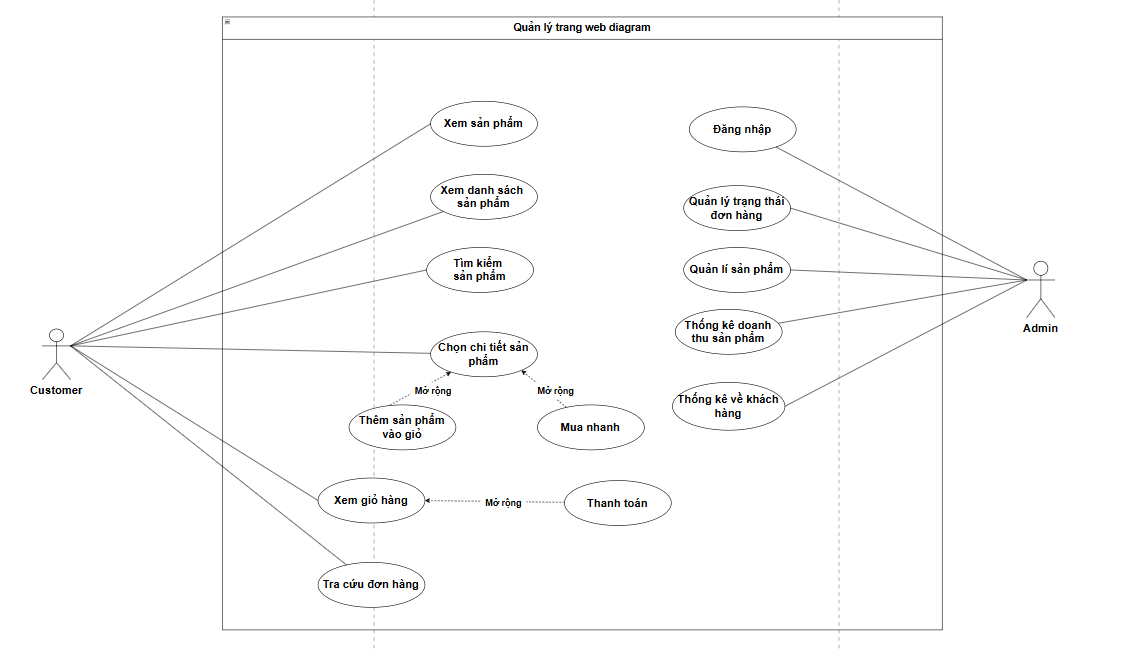 Quản lý trang web diagram
Xem sản phẩm
Đăng nhập
Xem danh sách
sản phẩm
Quản lý trạng thái
đơn hàng
Tìm kiếm
sản phẩm
Quản lí sản phẩm
Thống kê doanh
thu sản phẩm
Admin
Chọn chi tiết sản
phẩm
Customer
Mở rộng
Mở rộng
Thống kê về khách
hàng
Thêm sản phẩm
vào giỏ
Mua nhanh
Xem giỏ hàng
Mở rộng
Thanh toán
Tra cứu đơn hàng